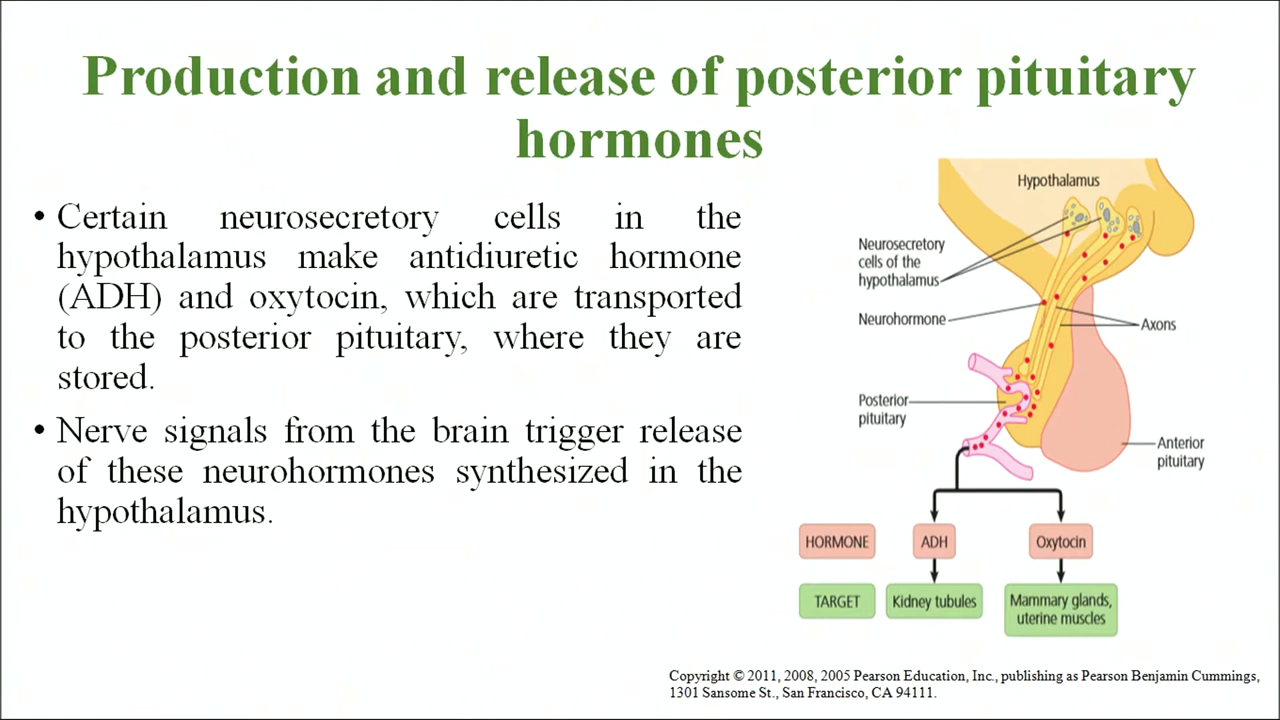 Production and release of posterior pituitary
hormones
• Certain neurosecretory cells in the
hypothalamus make antidiuretic hormone
(ADH) and oxytocin, which are transported
to the posterior pituitary, where they are
stored.
• Nerve signals from the brain trigger release
of these neurohormones synthesized in the
hypothalamus.
Hypothalamus
Neurosecretory
cells of the
hypothalamus
Neurohormone
Axons
Posterior
pituitary
Anterior
pituitary
HORMONE ADH Oxytocin
TARGET Kidney tubules Mammary glands,
uterine muscles
Copyright © 2011, 2008, 2005 Pearson Education, Inc., publishing as Pearson Benjamin Cummings,
1301 Sansome St., San Francisco, CA 94111.